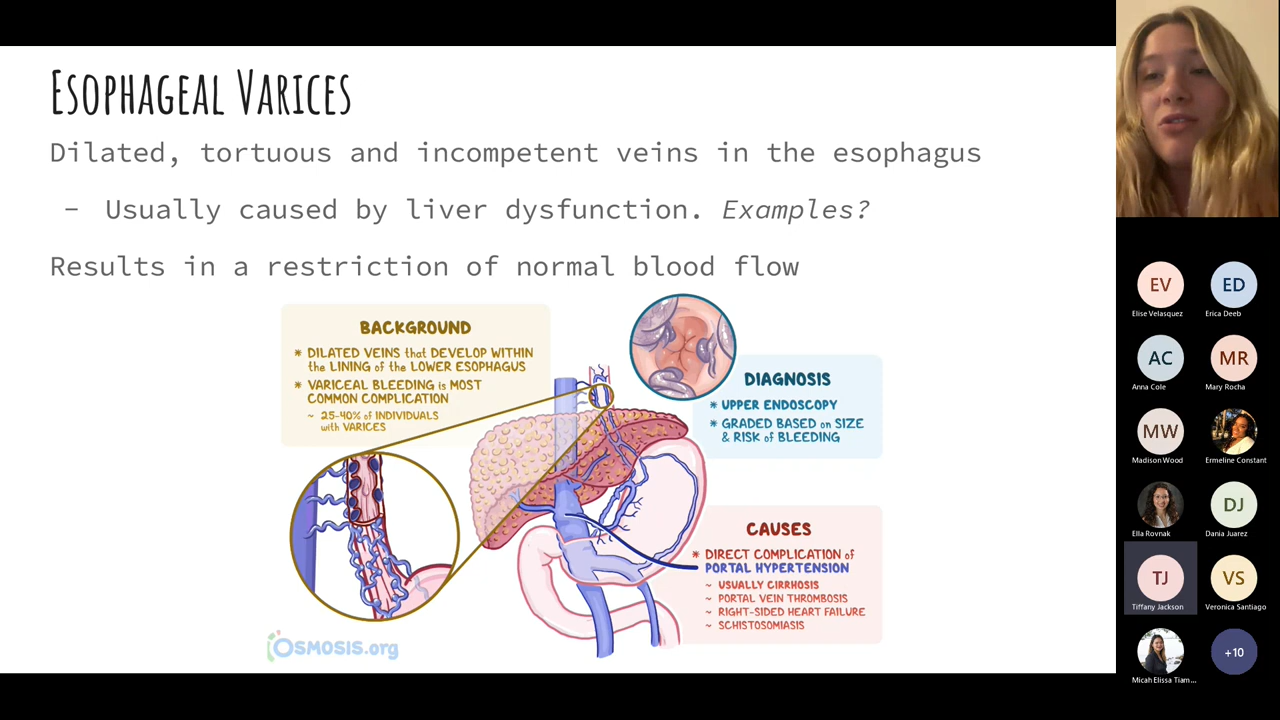 Esophageal Varices
Dilated, tortuous and incompetent veins in the esophagus
– Usually caused by liver dysfunction. Examples?
Results in a restriction of normal blood flow
BACKGROUND
* DILATED VEINS that DEVELOP WITHIN
the LINING of the LOWER ESOPHAGUS
* VARICEAL BLEEDING is MOST
COMMON COMPLICATION
~ 25-40% of INDIVIDUALS
with VARICES
DIAGNOSIS
* UPPER ENDOSCOPY
* GRADED BASED on SIZE
& RISK of BLEEDING
CAUSES
* DIRECT COMPLICATION of
PORTAL HYPERTENSION
~ USUALLY CIRRHOSIS
~ PORTAL VEIN THROMBOSIS
~ RIGHT-SIDED HEART FAILURE
~ SCHISTOSOMIASIS
OSMOSIS.org
EV
Elise Velasquez
ED
Erica Deeb
AC
Anna Cole
MR
Mary Rocha
MW
Madison Wood
Ermeline Constant
Ella Rovnak
DJ
Dania Juarez
TJ
Tiffany Jackson
VS
Veronica Santiago
Micah Elissa Tiam...
+10